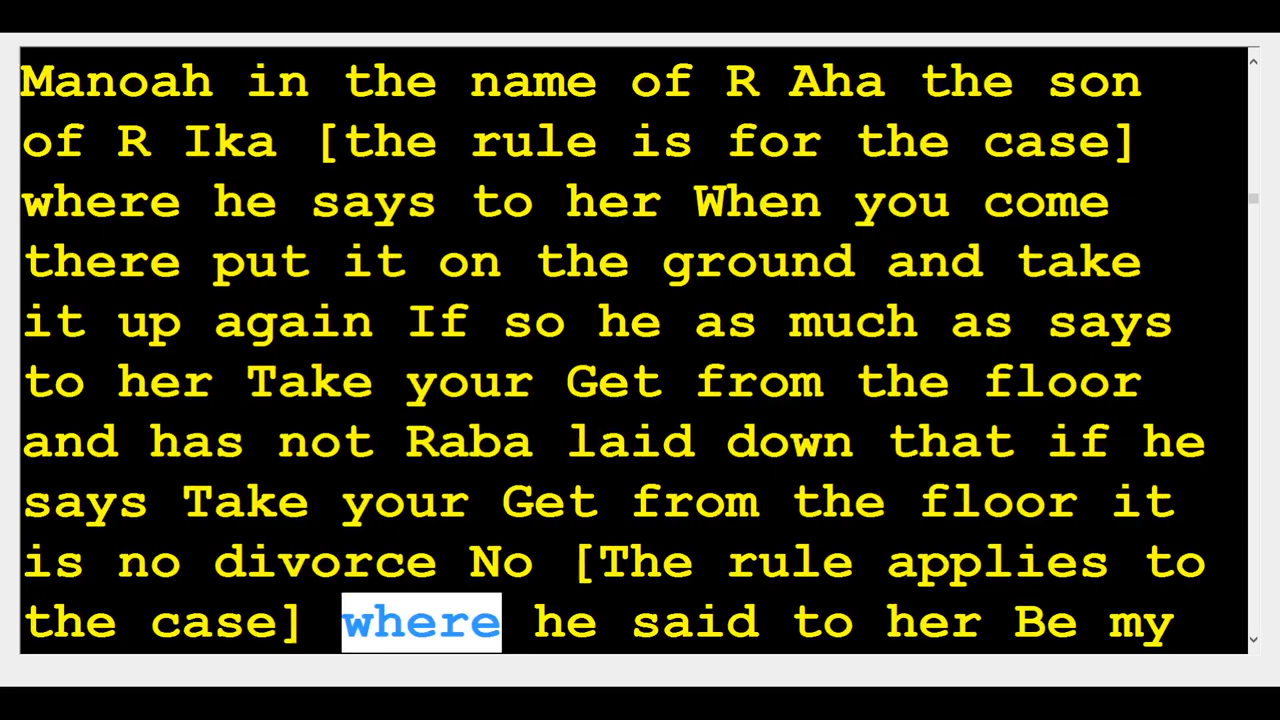 Manoah in the name of R Aha the son
of R Ika [the rule is for the case]
where he says to her When you come
there put it on the ground and take
it up again If so he as much as says
to her Take your Get from the floor
and has not Raba laid down that if he
says Take your Get from the floor it
is no divorce No [The rule applies to
the case] where he said to her Be my